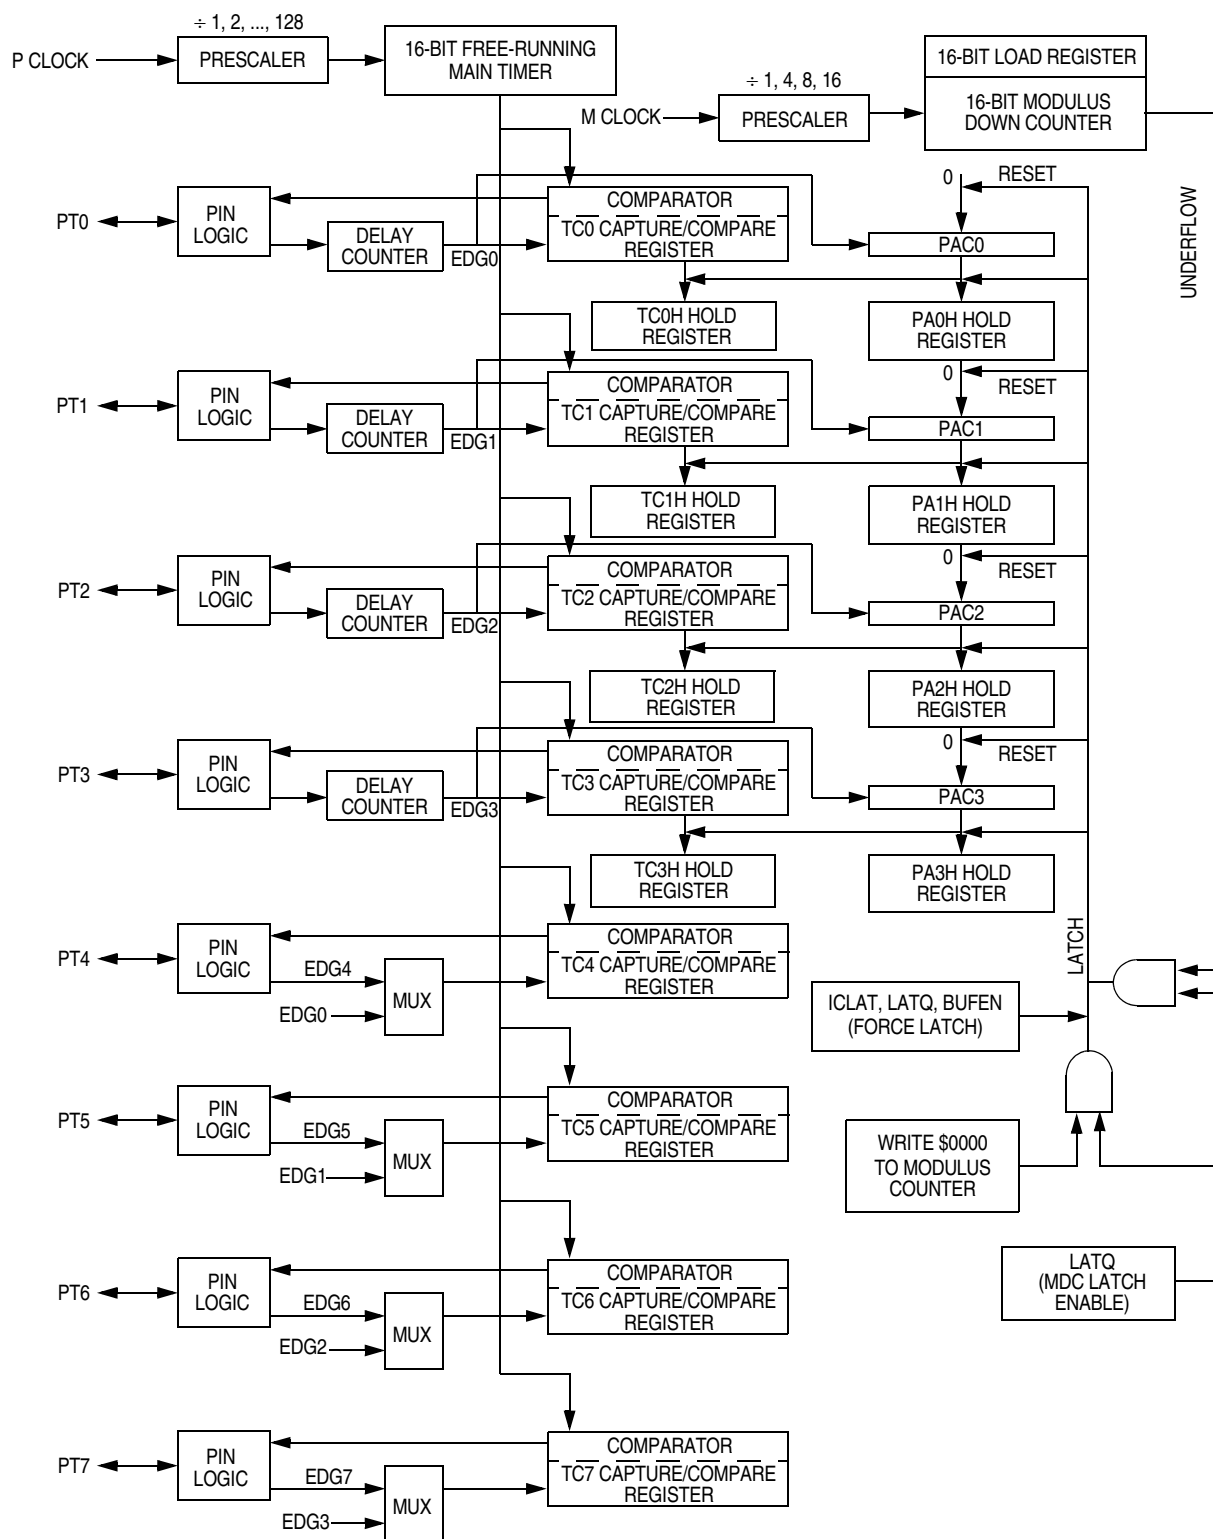 ÷ 1, 2, ..., 128
P CLOCK
PRESCALER
16-BIT FREE-RUNNING
MAIN TIMER
16-BIT LOAD REGISTER
÷ 1, 4, 8, 16
M CLOCK
PRESCALER
16-BIT MODULUS
DOWN COUNTER
UNDERFLOW
0
RESET
PT0
PIN
LOGIC
DELAY
COUNTER
EDG0
COMPARATOR
TC0 CAPTURE/COMPARE
REGISTER
PAC0
TC0H HOLD
REGISTER
PA0H HOLD
REGISTER
0
RESET
PT1
PIN
LOGIC
DELAY
COUNTER
EDG1
COMPARATOR
TC1 CAPTURE/COMPARE
REGISTER
PAC1
TC1H HOLD
REGISTER
PA1H HOLD
REGISTER
0
RESET
PT2
PIN
LOGIC
DELAY
COUNTER
EDG2
COMPARATOR
TC2 CAPTURE/COMPARE
REGISTER
PAC2
TC2H HOLD
REGISTER
PA2H HOLD
REGISTER
0
RESET
PT3
PIN
LOGIC
DELAY
COUNTER
EDG3
COMPARATOR
TC3 CAPTURE/COMPARE
REGISTER
PAC3
TC3H HOLD
REGISTER
PA3H HOLD
REGISTER
LATCH
PT4
PIN
LOGIC
EDG4
EDG0
MUX
COMPARATOR
TC4 CAPTURE/COMPARE
REGISTER
ICLAT, LATQ, BUFEN
(FORCE LATCH)
PT5
PIN
LOGIC
EDG5
EDG1
MUX
COMPARATOR
TC5 CAPTURE/COMPARE
REGISTER
WRITE $0000
TO MODULUS
COUNTER
PT6
PIN
LOGIC
EDG6
EDG2
MUX
COMPARATOR
TC6 CAPTURE/COMPARE
REGISTER
LATQ
(MDC LATCH
ENABLE)
PT7
PIN
LOGIC
EDG7
EDG3
MUX
COMPARATOR
TC7 CAPTURE/COMPARE
REGISTER